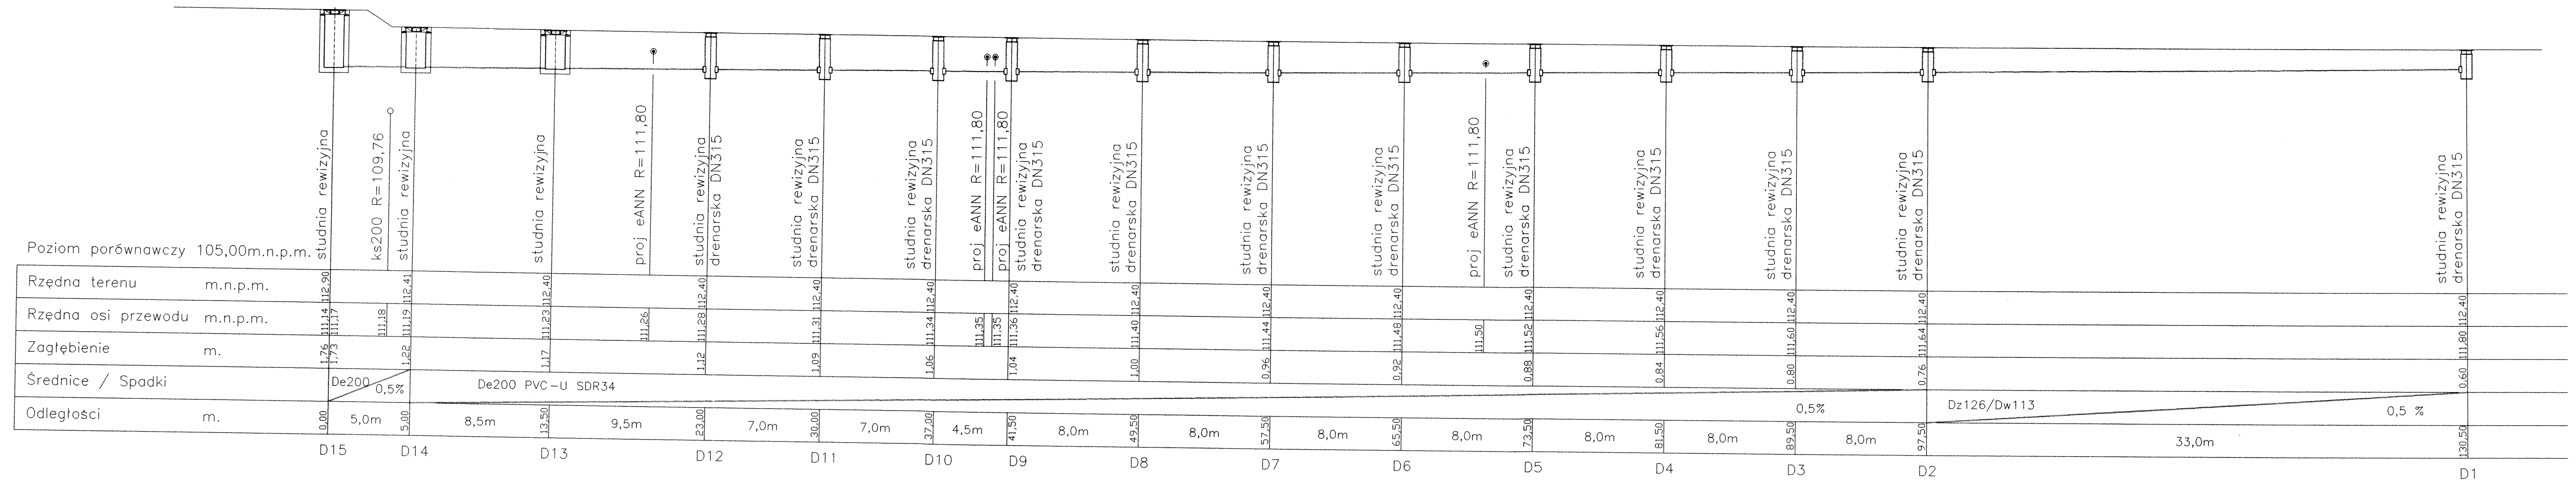 studnia rewizyjna
ks200 R=109,76
studnia rewizyjna
studnia rewizyjna
proj eANN R=111,80
studnia rewizyjna
drenarska DN315
studnia rewizyjna
drenarska DN315
studnia rewizyjna
drenarska DN315
proj eANN R=111,80
proj eANN R=111,80
studnia rewizyjna
drenarska DN315
studnia rewizyjna
drenarska DN315
studnia rewizyjna
drenarska DN315
studnia rewizyjna
drenarska DN315
proj eANN R=111,80
studnia rewizyjna
drenarska DN315
studnia rewizyjna
drenarska DN315
studnia rewizyjna
drenarska DN315
studnia rewizyjna
drenarska DN315
studnia rewizyjna
drenarska DN315
Poziom porównawczy 105,00m.n.p.m.
Rzędna terenu m.n.p.m. 112,90 112,41 112,40 112,40 112,40 112,40 112,40 112,40 112,40 112,40 112,40 112,40 112,40 112,40 112,40
Rzędna osi przewodu m.n.p.m. 111,14 111,17 111,18 111,19 111,23 111,26 111,28 111,31 111,34 111,35 111,35 111,36 111,40 111,44 111,48 111,50 111,52 111,56 111,60 111,64 111,80
Zagłębienie m. 1,76 1,73 1,22 1,17 1,12 1,09 1,06 1,04 1,00 0,96 0,92 0,88 0,84 0,80 0,76 0,60
Średnice / Spadki De200 0,5% De200 PVC-U SDR34 0,5% Dz126/Dw113 0,5 %
Odległości m. 0,00 5,0m 5,00 8,5m 13,50 9,5m 23,00 7,0m 30,00 7,0m 37,00 4,5m 41,50 8,0m 49,50 8,0m 57,50 8,0m 65,50 8,0m 73,50 8,0m 81,50 8,0m 89,50 8,0m 97,50 33,0m 130,50
D15 D14 D13 D12 D11 D10 D9 D8 D7 D6 D5 D4 D3 D2 D1